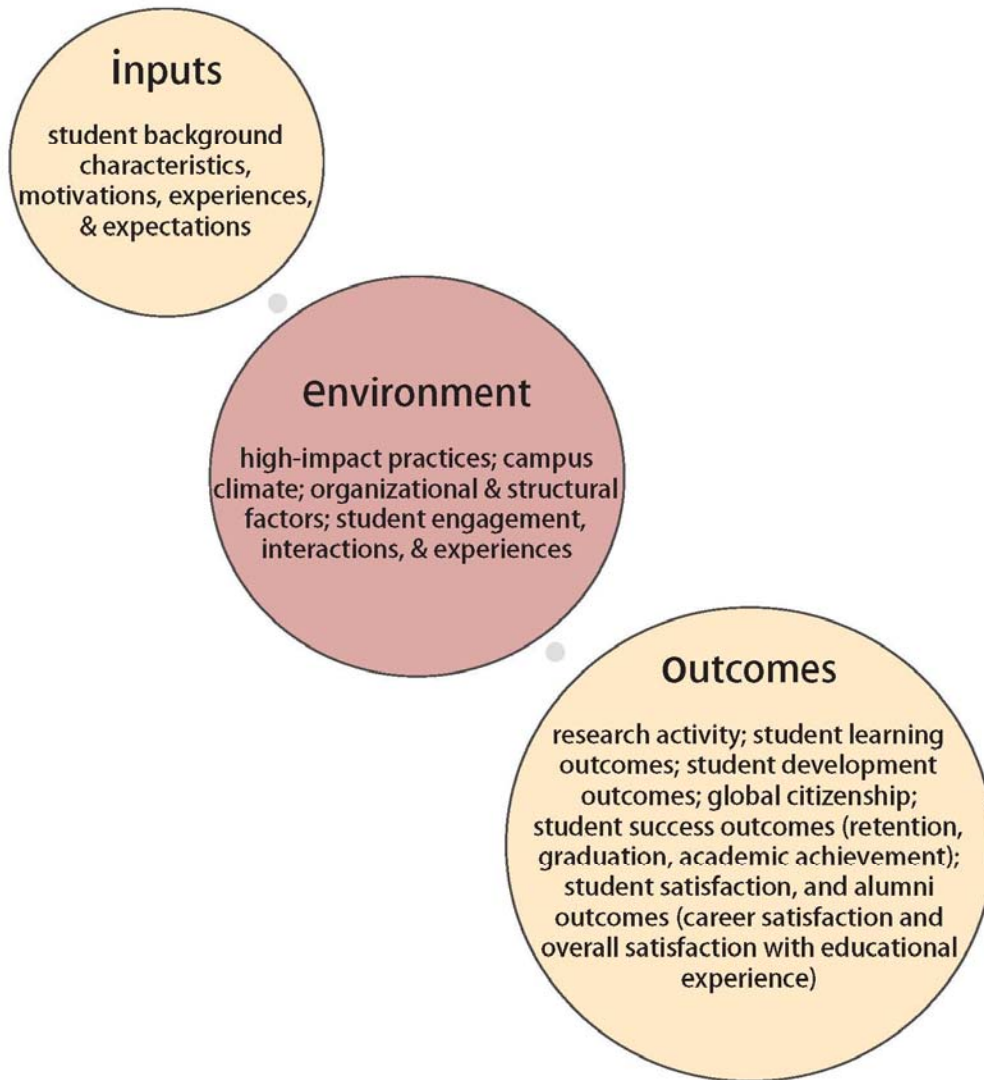 inputs
student background
characteristics,
motivations, experiences,
& expectations
environment
high-impact practices; campus
climate; organizational & structural
factors; student engagement,
interactions, & experiences
outcomes
research activity; student learning
outcomes; student development
outcomes; global citizenship;
student success outcomes (retention,
graduation, academic achievement);
student satisfaction, and alumni
outcomes (career satisfaction and
overall satisfaction with educational
experience)